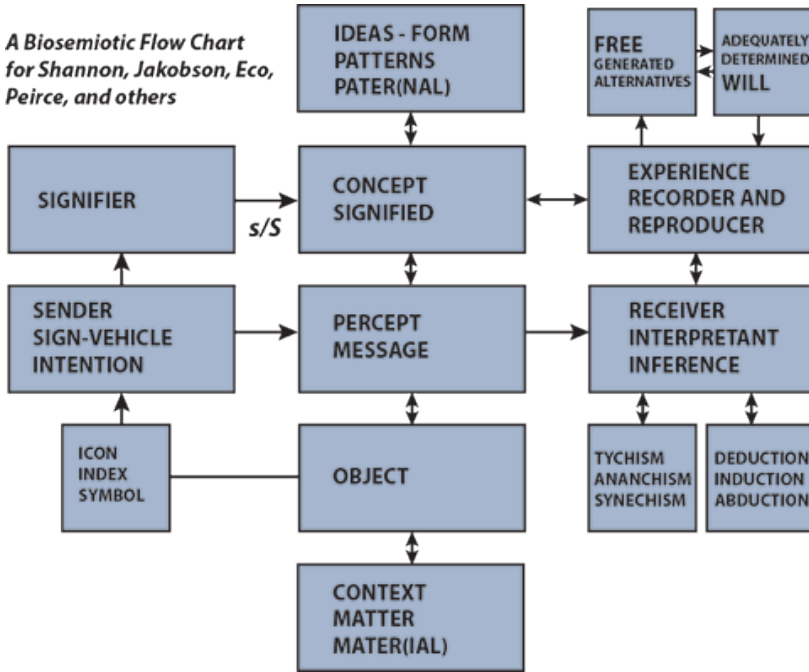 A Biosemiotic Flow Chart
for Shannon, Jakobson, Eco,
Peirce, and others
IDEAS - FORM
PATTERNS
PATER(NAL)
FREE
GENERATED
ALTERNATIVES
ADEQUATELY
DETERMINED
WILL
SIGNIFIER
s/S
CONCEPT
SIGNIFIED
EXPERIENCE
RECORDER AND
REPRODUCER
SENDER
SIGN-VEHICLE
INTENTION
PERCEPT
MESSAGE
RECEIVER
INTERPRETANT
INFERENCE
ICON
INDEX
SYMBOL
OBJECT
TYCHISM
ANANCHISM
SYNECHISM
DEDUCTION
INDUCTION
ABDUCTION
CONTEXT
MATTER
MATER(IAL)